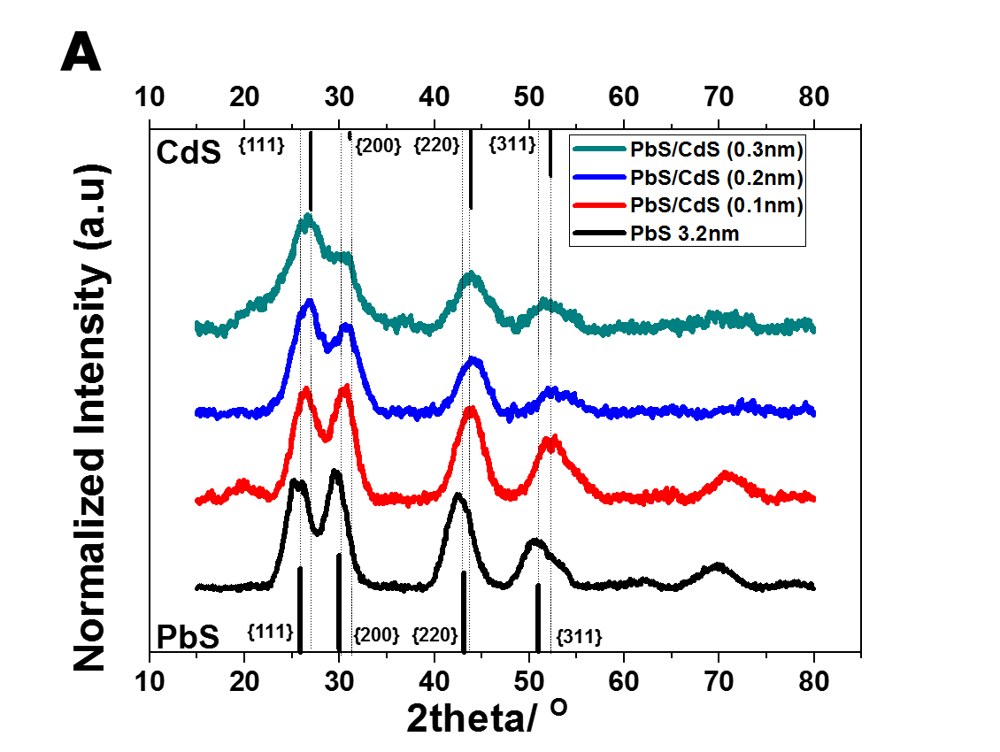 A
10 20 30 40 50 60 70 80
CdS {111} {200} {220} {311}
PbS/CdS (0.3nm)
PbS/CdS (0.2nm)
PbS/CdS (0.1nm)
PbS 3.2nm
Normalized Intensity (a.u)
PbS {111} {200} {220} {311}
10 20 30 40 50 60 70 80
2theta/ O